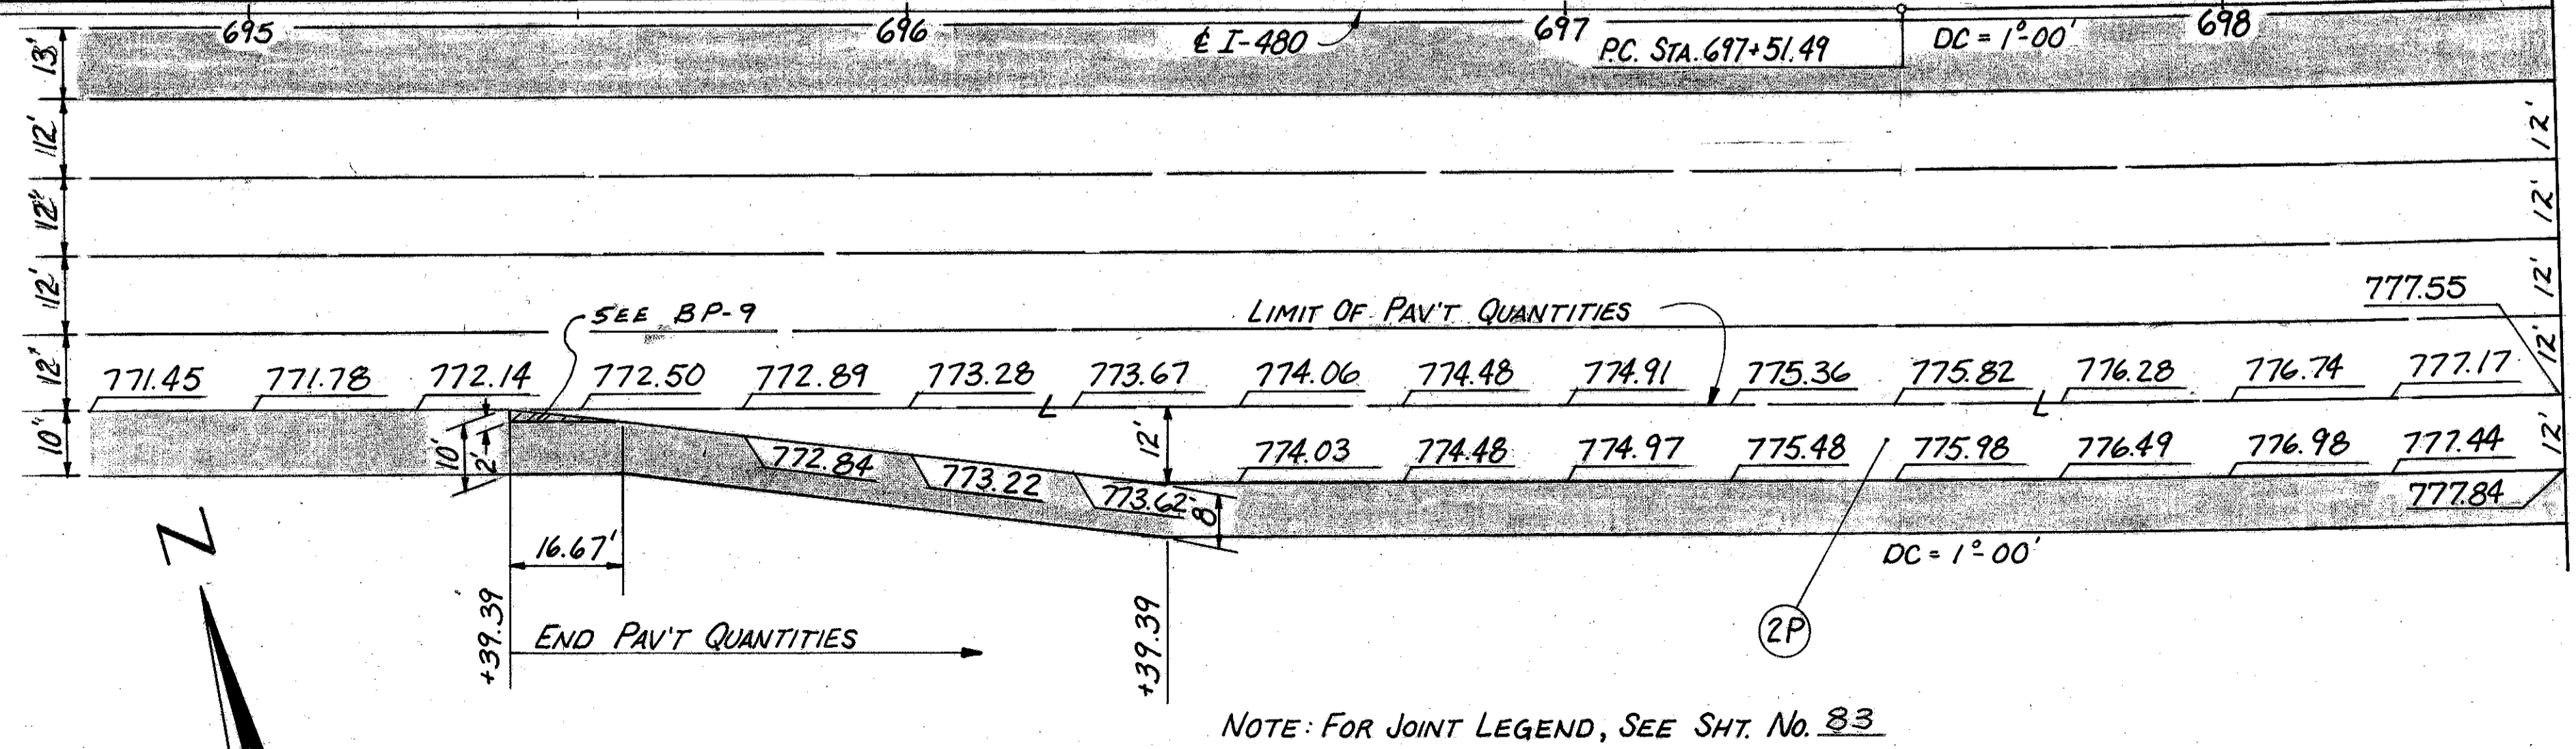 695 696 ℄ I-480 697 P.C. STA. 697+51.49 DC = 1°-00' 698
13'
12' 12'
12' 12'
12' 12'
777.55
SEE BP-9 LIMIT OF PAV'T QUANTITIES
12' 12'
771.45 771.78 772.14 772.50 772.89 773.28 773.67 774.06 774.48 774.91 775.36 775.82 776.28 776.74 777.17
L L
10" 10' 2' 12' 12'
772.84 773.22 773.62 774.03 774.48 774.97 775.48 775.98 776.49 776.98 777.44
8' 777.84
16.67' DC = 1°-00'
Z
+39.39 END PAV'T QUANTITIES +39.39 2P
NOTE: FOR JOINT LEGEND, SEE SHT. NO. 83